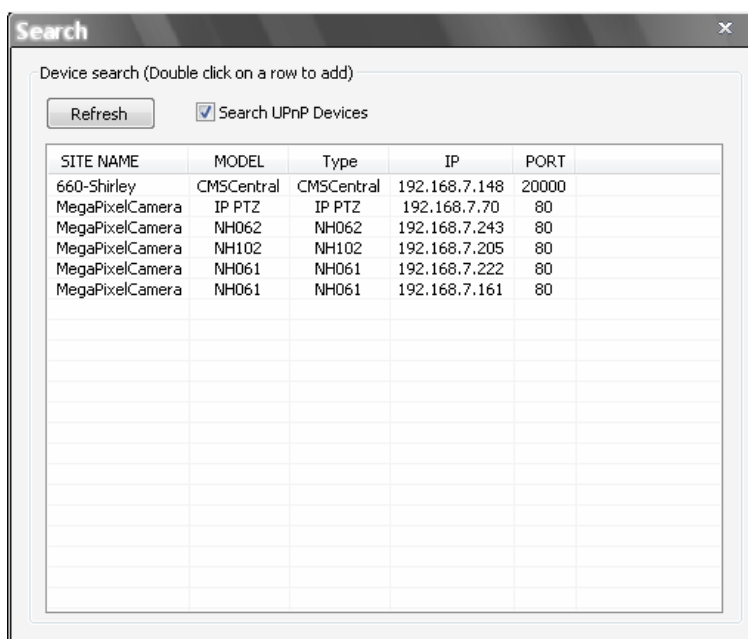 Search
Device search (Double click on a row to add)
Refresh Search UPnP Devices
SITE NAME MODEL Type IP PORT
660-Shirley CMSCentral CMSCentral 192.168.7.148 20000
MegaPixelCamera IP PTZ IP PTZ 192.168.7.70 80
MegaPixelCamera NH062 NH062 192.168.7.243 80
MegaPixelCamera NH102 NH102 192.168.7.205 80
MegaPixelCamera NH061 NH061 192.168.7.222 80
MegaPixelCamera NH061 NH061 192.168.7.161 80